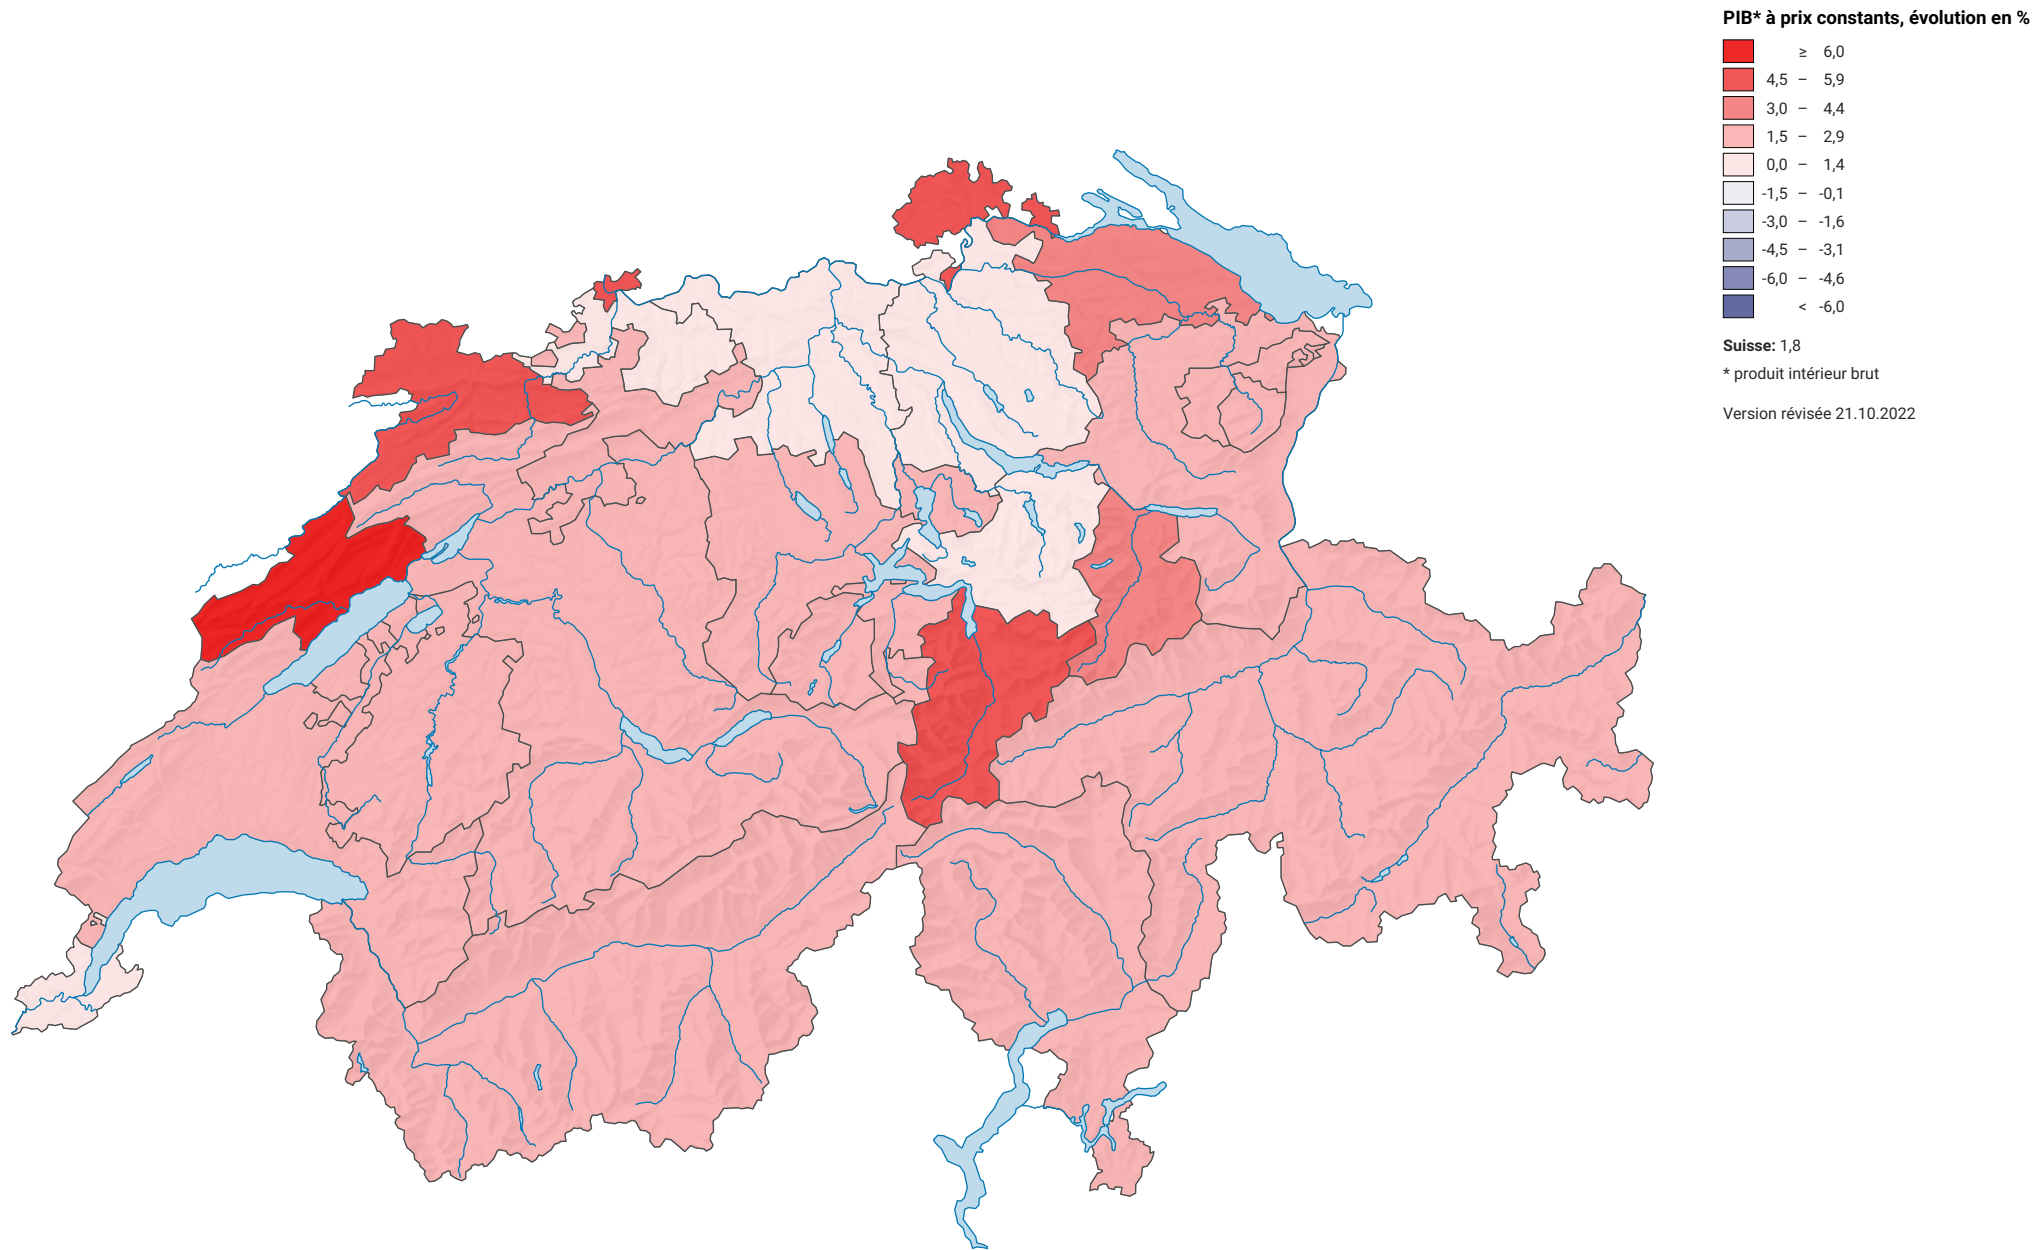 PIB* à prix constants, évolution en %
≥ 6,0
4,5 – 5,9
3,0 – 4,4
1,5 – 2,9
0,0 – 1,4
-1,5 – -0,1
-3,0 – -1,6
-4,5 – -3,1
-6,0 – -4,6
< -6,0
Suisse: 1,8
* produit intérieur brut
Version révisée 21.10.2022